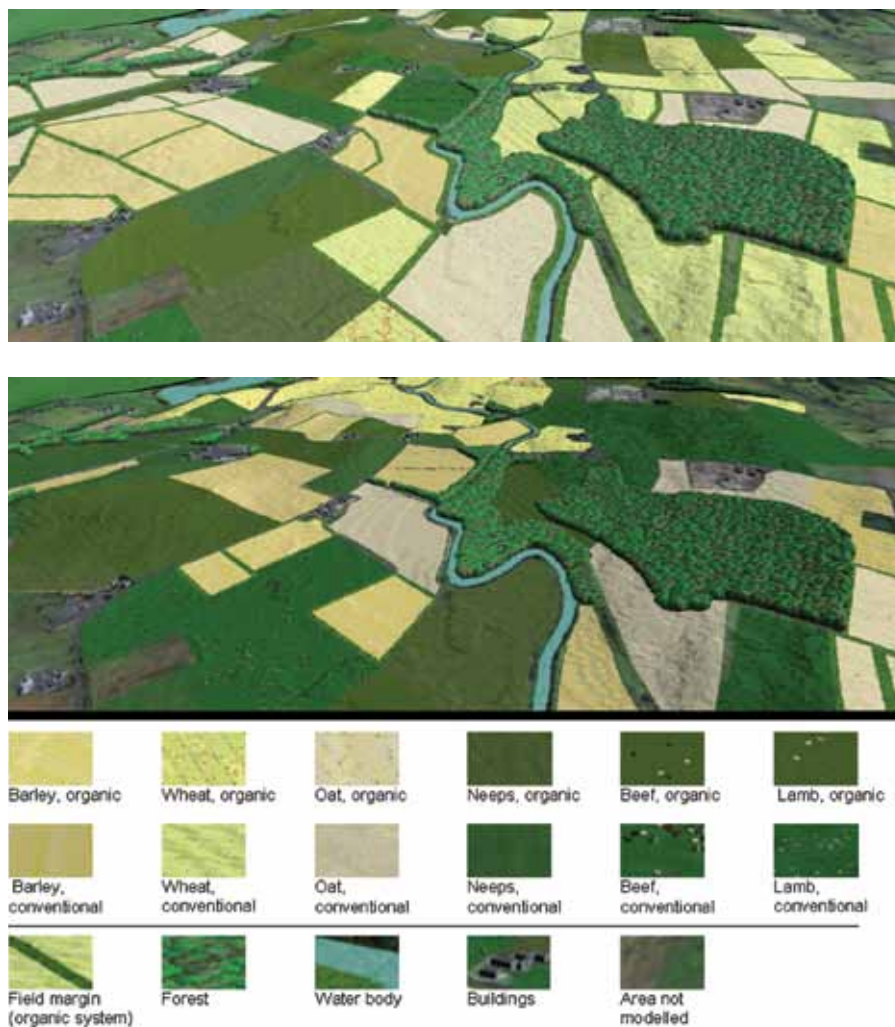 Barley, organic
Wheat, organic
Oat, organic
Neeps, organic
Beef, organic
Lamb, organic
Barley,
conventional
Wheat,
conventional
Oat,
conventional
Neeps,
conventional
Beef,
conventional
Lamb,
conventional
Field margin
(organic system)
Forest
Water body
Buildings
Area not
modelled